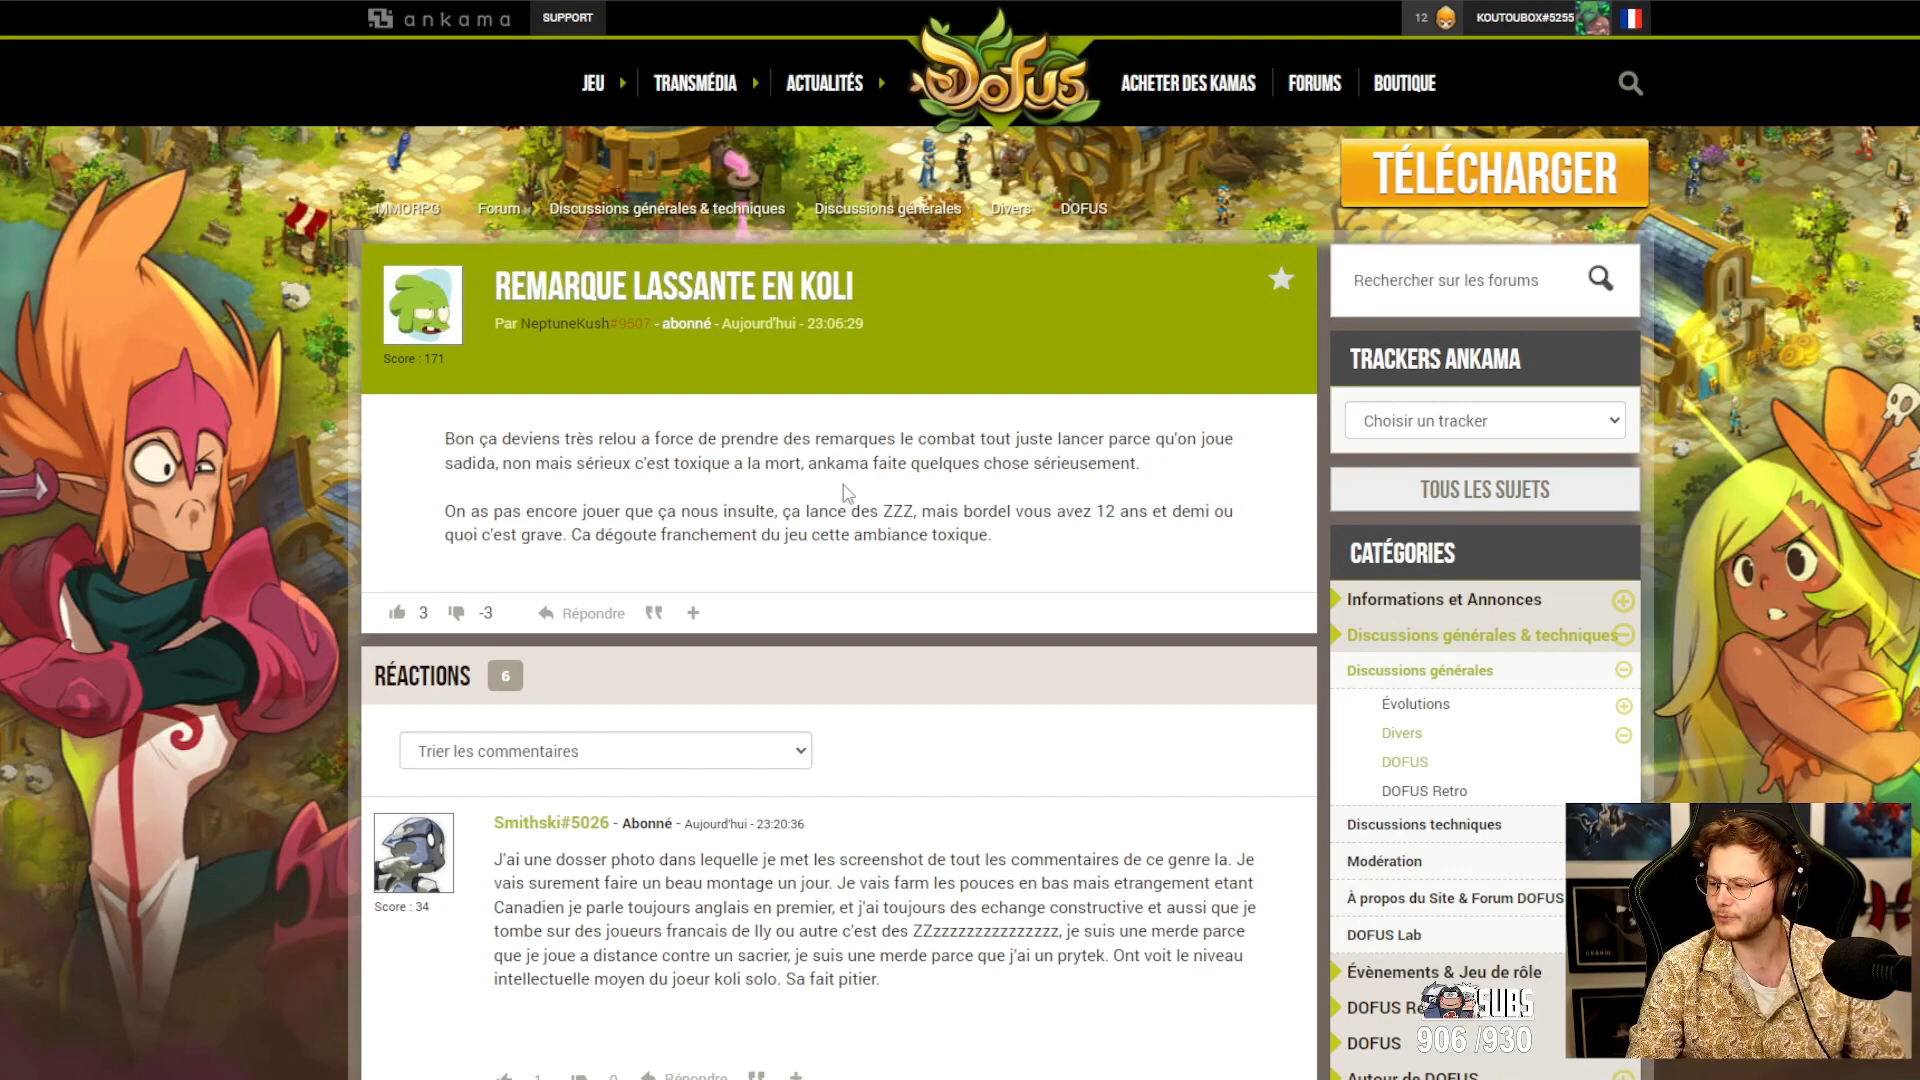 ankama
SUPPORT
12
KOUTOUBOX#5255
JEU
TRANSMÉDIA
ACTUALITÉS
DOFUS
ACHETER DES KAMAS
FORUMS
BOUTIQUE
TÉLÉCHARGER
MMORPG
Forum
Discussions générales & techniques
Discussions générales
Divers
DOFUS
REMARQUE LASSANTE EN KOLI
Par NeptuneKush#9507 - abonné - Aujourd'hui - 23:06:29
Score : 171
Bon ça deviens très relou a force de prendre des remarques le combat tout juste lancer parce qu'on joue
sadida, non mais sérieux c'est toxique a la mort, ankama faite quelques chose sérieusement.
On as pas encore jouer que ça nous insulte, ça lance des ZZZ, mais bordel vous avez 12 ans et demi ou
quoi c'est grave. Ca dégoute franchement du jeu cette ambiance toxique.
3
-3
Répondre
RÉACTIONS
6
Trier les commentaires
Smithski#5026 - Abonné - Aujourd'hui - 23:20:36
Score : 34
J'ai une dosser photo dans lequelle je met les screenshot de tout les commentaires de ce genre la. Je
vais surement faire un beau montage un jour. Je vais farm les pouces en bas mais etrangement etant
Canadien je parle toujours anglais en premier, et j'ai toujours des echange constructive et aussi que je
tombe sur des joueurs francais de Ily ou autre c'est des ZZzzzzzzzzzzzzzz, je suis une merde parce
que je joue a distance contre un sacrier, je suis une merde parce que j'ai un prytek. Ont voit le niveau
intellectuelle moyen du joeur koli solo. Sa fait pitier.
1
0
Répondre
Rechercher sur les forums
TRACKERS ANKAMA
Choisir un tracker
TOUS LES SUJETS
CATÉGORIES
Informations et Annonces
Discussions générales & techniques
Discussions générales
Évolutions
Divers
DOFUS
DOFUS Retro
Discussions techniques
Modération
À propos du Site & Forum DOFUS
DOFUS Lab
Évènements & Jeu de rôle
DOFUS Re
SUBS
DOFUS
906 /930
Autour de DOFUS